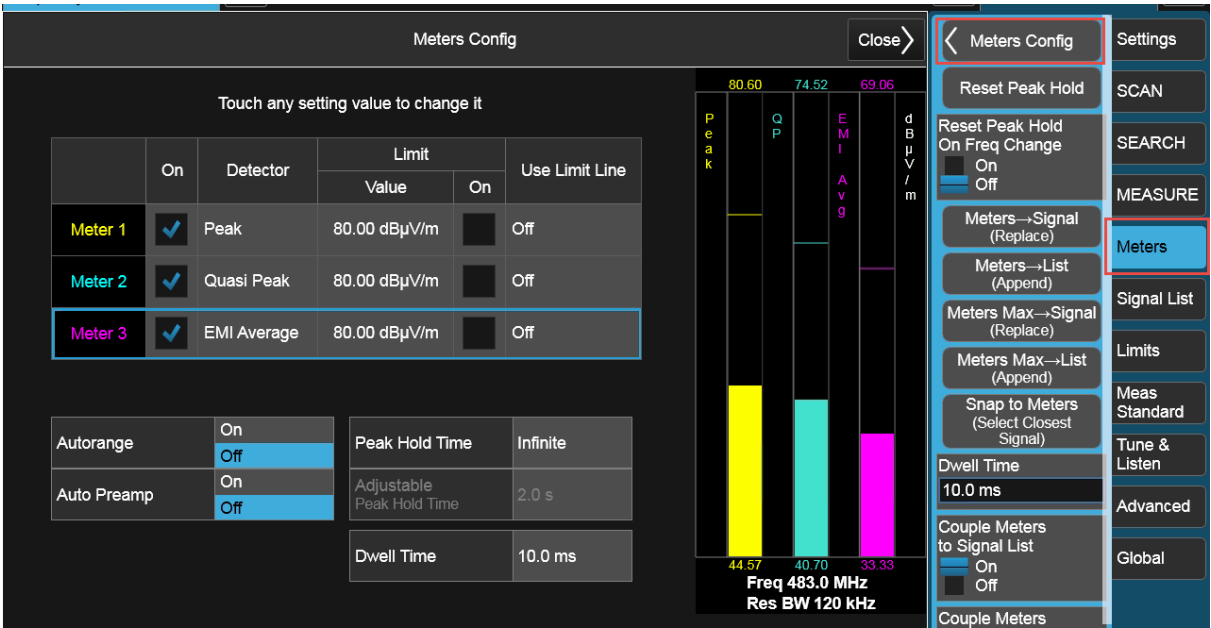 Meters Config
Close
Touch any setting value to change it
On
Detector
Limit
Value
On
Use Limit Line
Meter 1
Peak
80.00 dBµV/m
Off
Meter 2
Quasi Peak
80.00 dBµV/m
Off
Meter 3
EMI Average
80.00 dBµV/m
Off
Autorange
On
Off
Auto Preamp
On
Off
Peak Hold Time
Infinite
Adjustable
Peak Hold Time
2.0 s
Dwell Time
10.0 ms
80.60
74.52
69.06
Peak
QP
EMI Avg
dBµV/m
44.57
40.70
33.33
Freq 483.0 MHz
Res BW 120 kHz
Meters Config
Reset Peak Hold
Reset Peak Hold
On Freq Change
On
Off
Meters→Signal
(Replace)
Meters→List
(Append)
Meters Max→Signal
(Replace)
Meters Max→List
(Append)
Snap to Meters
(Select Closest
Signal)
Dwell Time
10.0 ms
Couple Meters
to Signal List
On
Off
Couple Meters
Settings
SCAN
SEARCH
MEASURE
Meters
Signal List
Limits
Meas
Standard
Tune &
Listen
Advanced
Global